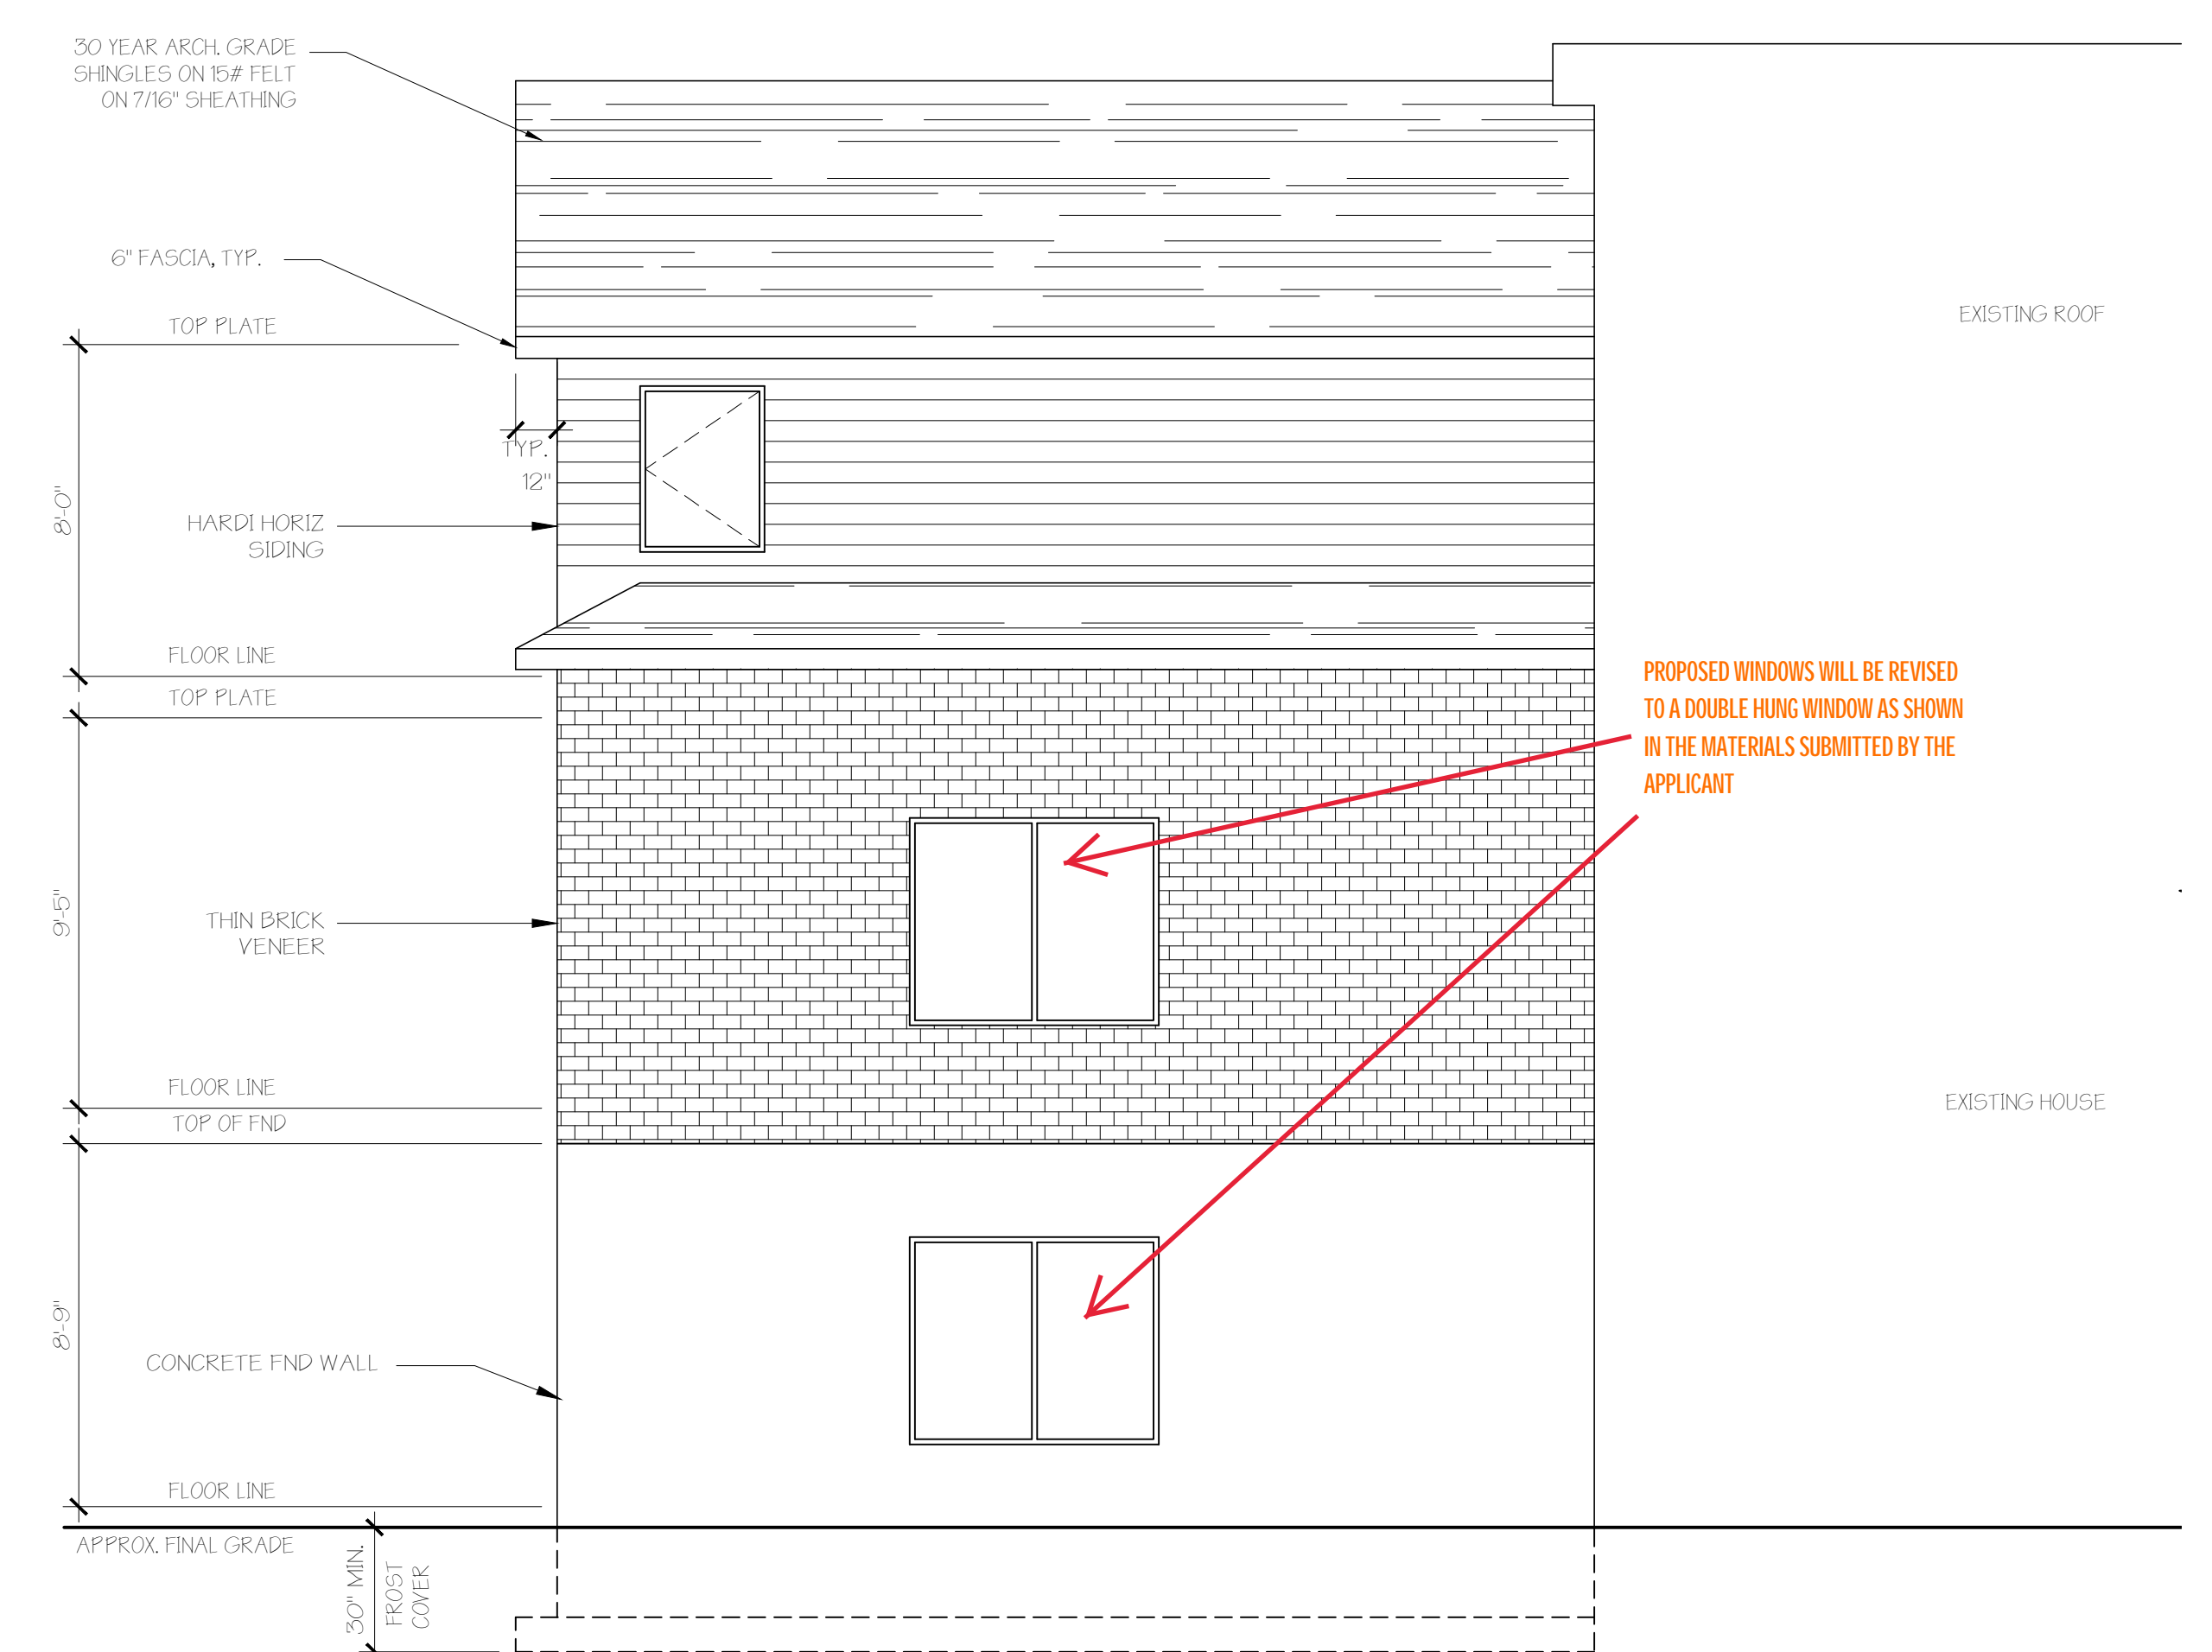 30 YEAR ARCH. GRADE
SHINGLES ON 15# FELT
ON 7/16" SHEATHING
6" FASCIA, TYP.
TOP PLATE
EXISTING ROOF
TYP.
12"
8'-0"
HARDI HORIZ
SIDING
FLOOR LINE
TOP PLATE
PROPOSED WINDOWS WILL BE REVISED
TO A DOUBLE HUNG WINDOW AS SHOWN
IN THE MATERIALS SUBMITTED BY THE
APPLICANT
9'-5"
THIN BRICK
VENEER
FLOOR LINE
TOP OF FND
EXISTING HOUSE
8'-9"
CONCRETE FND WALL
FLOOR LINE
APPROX. FINAL GRADE
30" MIN.
FROST
COVER